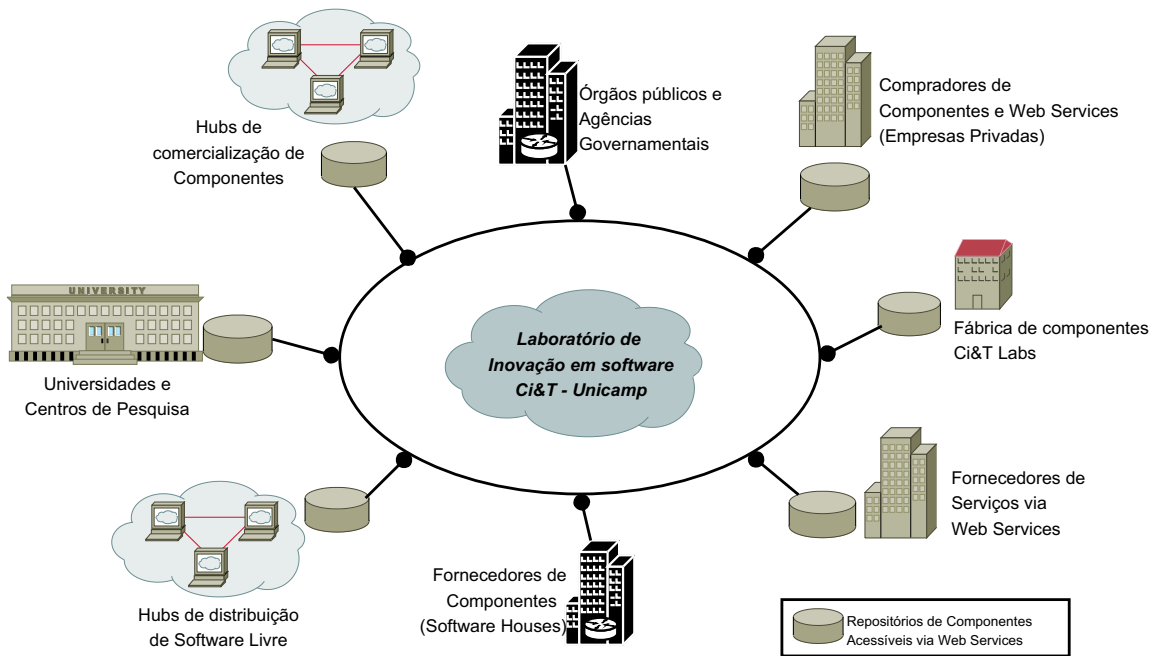 Hubs de
comercialização de
Componentes
Órgãos públicos e
Agências
Governamentais
Compradores de
Componentes e Web Services
(Empresas Privadas)
UNIVERSITY
Universidades e
Centros de Pesquisa
Laboratório de
Inovação em software
Ci&T - Unicamp
Fábrica de componentes
Ci&T Labs
Hubs de distribuição
de Software Livre
Fornecedores de
Componentes
(Software Houses)
Fornecedores de
Serviços via
Web Services
Repositórios de Componentes
Acessíveis via Web Services